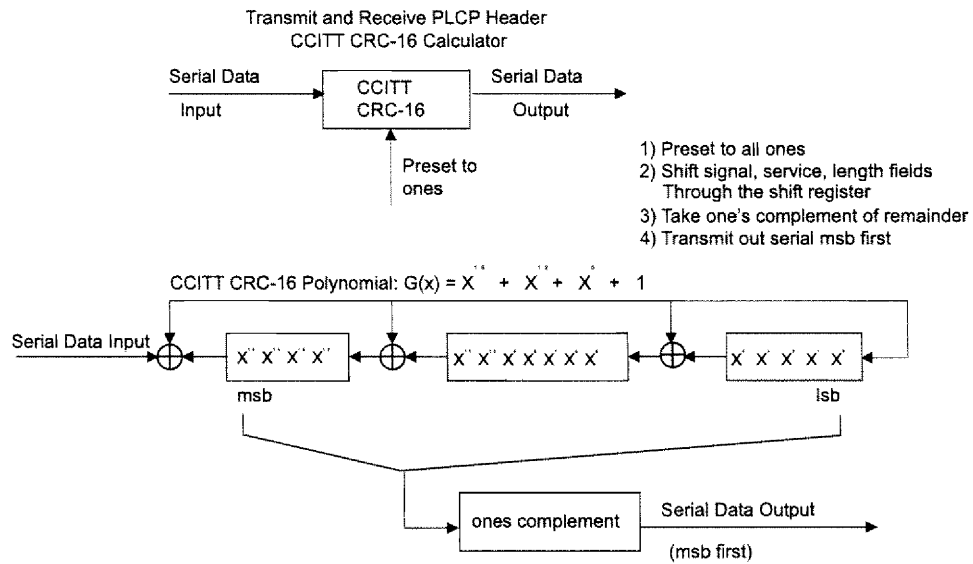 Transmit and Receive PLCP Header
CCITT CRC-16 Calculator
Serial Data
Input
CCITT
CRC-16
Serial Data
Output
Preset to
ones
1) Preset to all ones
2) Shift signal, service, length fields
Through the shift register
3) Take one's complement of remainder
4) Transmit out serial msb first
CCITT CRC-16 Polynomial: G(x) = X + X + X + 1
Serial Data Input
X X X X
X X X X X X X
X X X X X
msb
lsb
ones complement
Serial Data Output
(msb first)